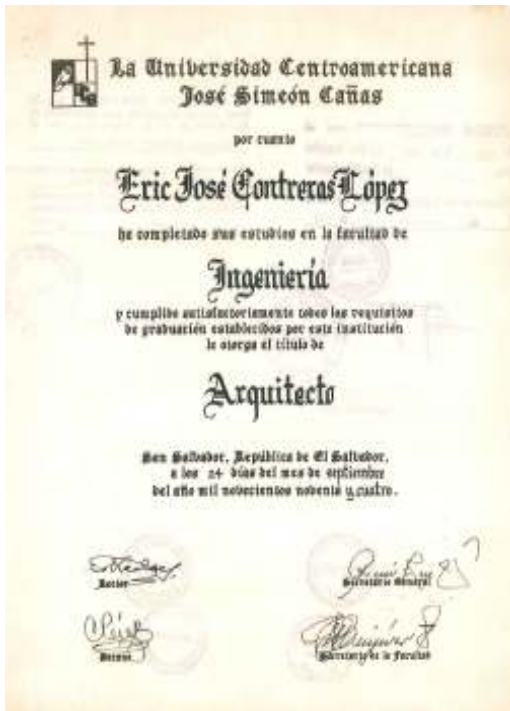 La Universidad Centroamericana
José Simeón Cañas
por cuanto
Eric José Contreras López
ha completado sus estudios en la facultad de
Ingeniería
y cumplido satisfactoriamente todos los requisitos
de graduación establecidos por esta institución
le otorga el título de
Arquitecto
San Salvador, República de El Salvador,
a los 24 días del mes de septiembre
del año mil novecientos noventa y cuatro.
Rector
Secretario General
Decano
Secretario de la Facultad